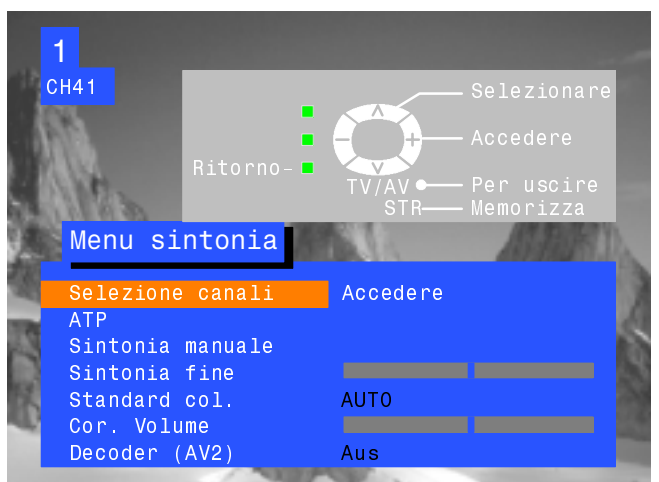 1
CH41
Selezionare
Accedere
Ritorno-
TV/AV Per uscire
STR Memorizza
Menu sintonia
Selezione canali Accedere
ATP
Sintonia manuale
Sintonia fine
Standard col. AUTO
Cor. Volume
Decoder (AV2) Aus